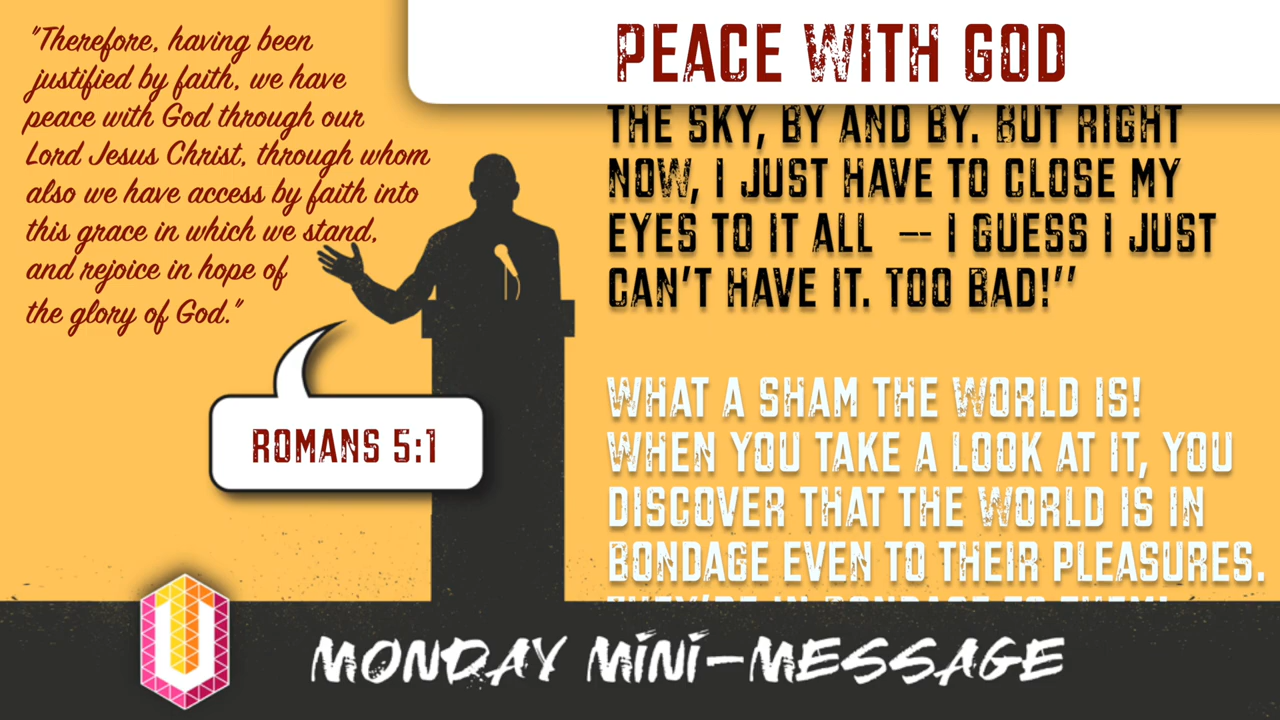 "Therefore, having been
justified by faith, we have
peace with God through our
Lord Jesus Christ, through whom
also we have access by faith into
this grace in which we stand,
and rejoice in hope of
the glory of God."
ROMANS 5:1
PEACE WITH GOD
THE SKY, BY AND BY. BUT RIGHT
NOW, I JUST HAVE TO CLOSE MY
EYES TO IT ALL -- I GUESS I JUST
CAN'T HAVE IT. TOO BAD!''
WHAT A SHAM THE WORLD IS!
WHEN YOU TAKE A LOOK AT IT, YOU
DISCOVER THAT THE WORLD IS IN
BONDAGE EVEN TO THEIR PLEASURES.
MONDAY MINI-MESSAGE